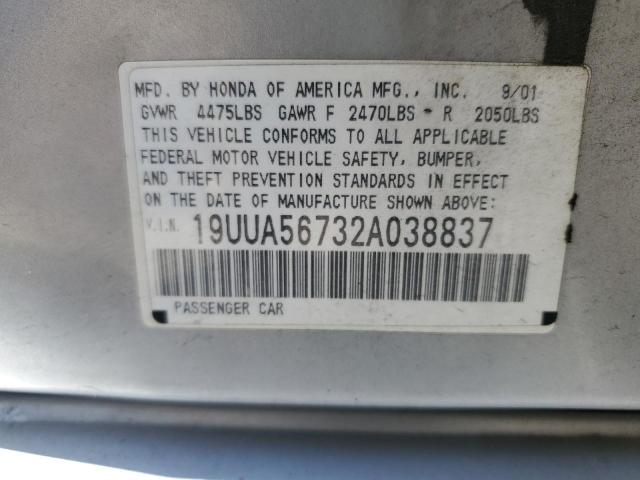 MFD. BY HONDA OF AMERICA MFG., INC. 9/01
GVWR 4475LBS GAWR F 2470LBS - R 2050LBS
THIS VEHICLE CONFORMS TO ALL APPLICABLE
FEDERAL MOTOR VEHICLE SAFETY, BUMPER,
AND THEFT PREVENTION STANDARDS IN EFFECT
ON THE DATE OF MANUFACTURE SHOWN ABOVE:
V.I.N. 19UUA56732A038837
PASSENGER CAR